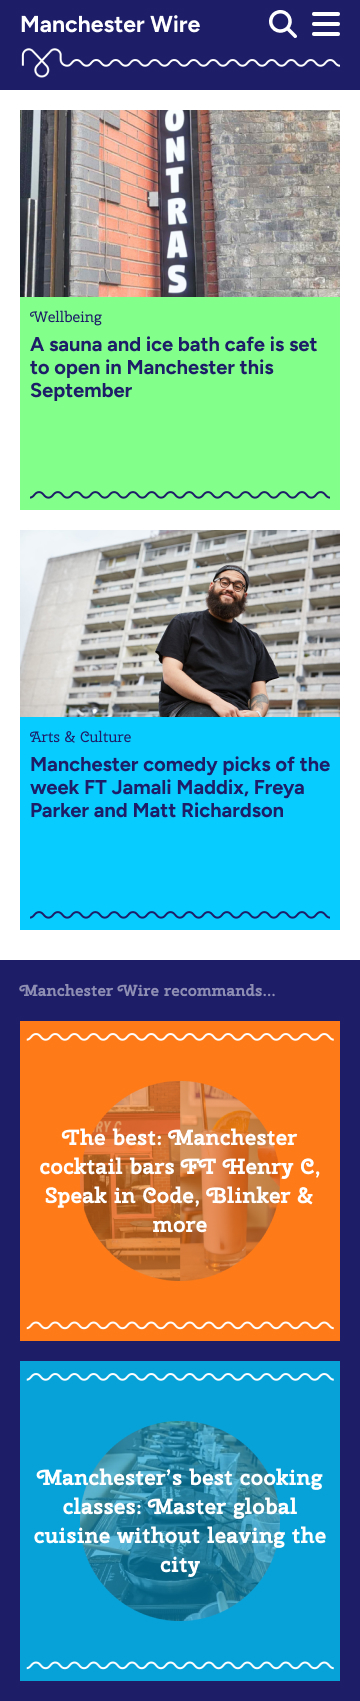 Manchester Wire
ONTRAS
Wellbeing
A sauna and ice bath cafe is set
to open in Manchester this
September
Arts & Culture
Manchester comedy picks of the
week FT Jamali Maddix, Freya
Parker and Matt Richardson
Manchester Wire recommands...
RY C
The best: Manchester
cocktail bars FT Henry C,
Speak in Code, Blinker &
more
Manchester's best cooking
classes: Master global
cuisine without leaving the
city